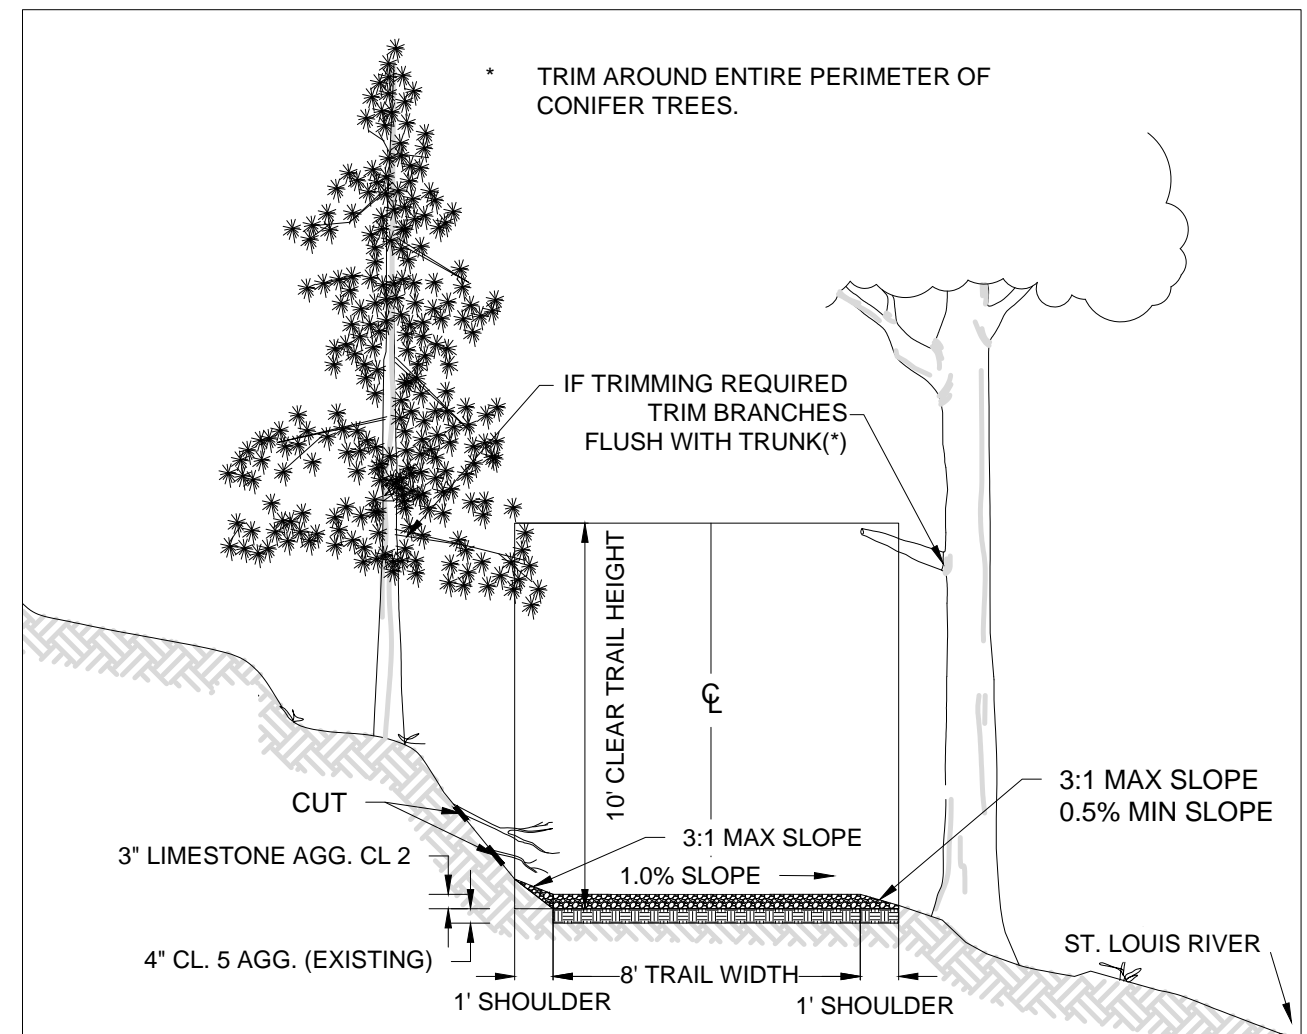 * TRIM AROUND ENTIRE PERIMETER OF
CONIFER TREES.
IF TRIMMING REQUIRED
TRIM BRANCHES
FLUSH WITH TRUNK(*)
10' CLEAR TRAIL HEIGHT
℄
CUT
3:1 MAX SLOPE
0.5% MIN SLOPE
3:1 MAX SLOPE
3" LIMESTONE AGG. CL 2
1.0% SLOPE
4" CL. 5 AGG. (EXISTING)
ST. LOUIS RIVER
8' TRAIL WIDTH
1' SHOULDER
1' SHOULDER